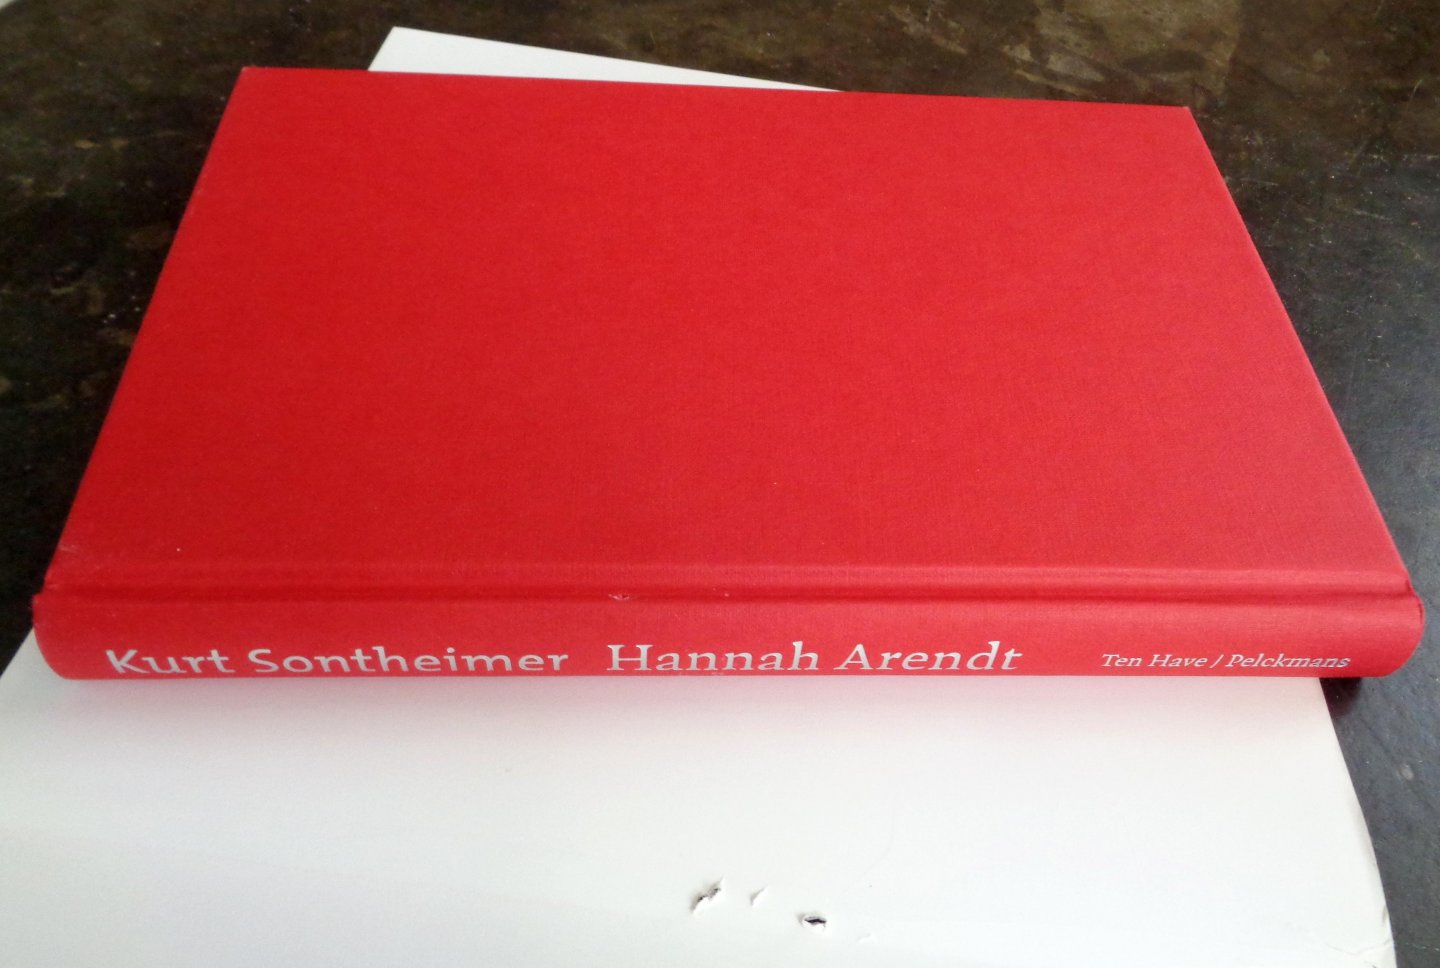 Kurt Sontheimer Hannah Arendt Ten Have / Pelckmans